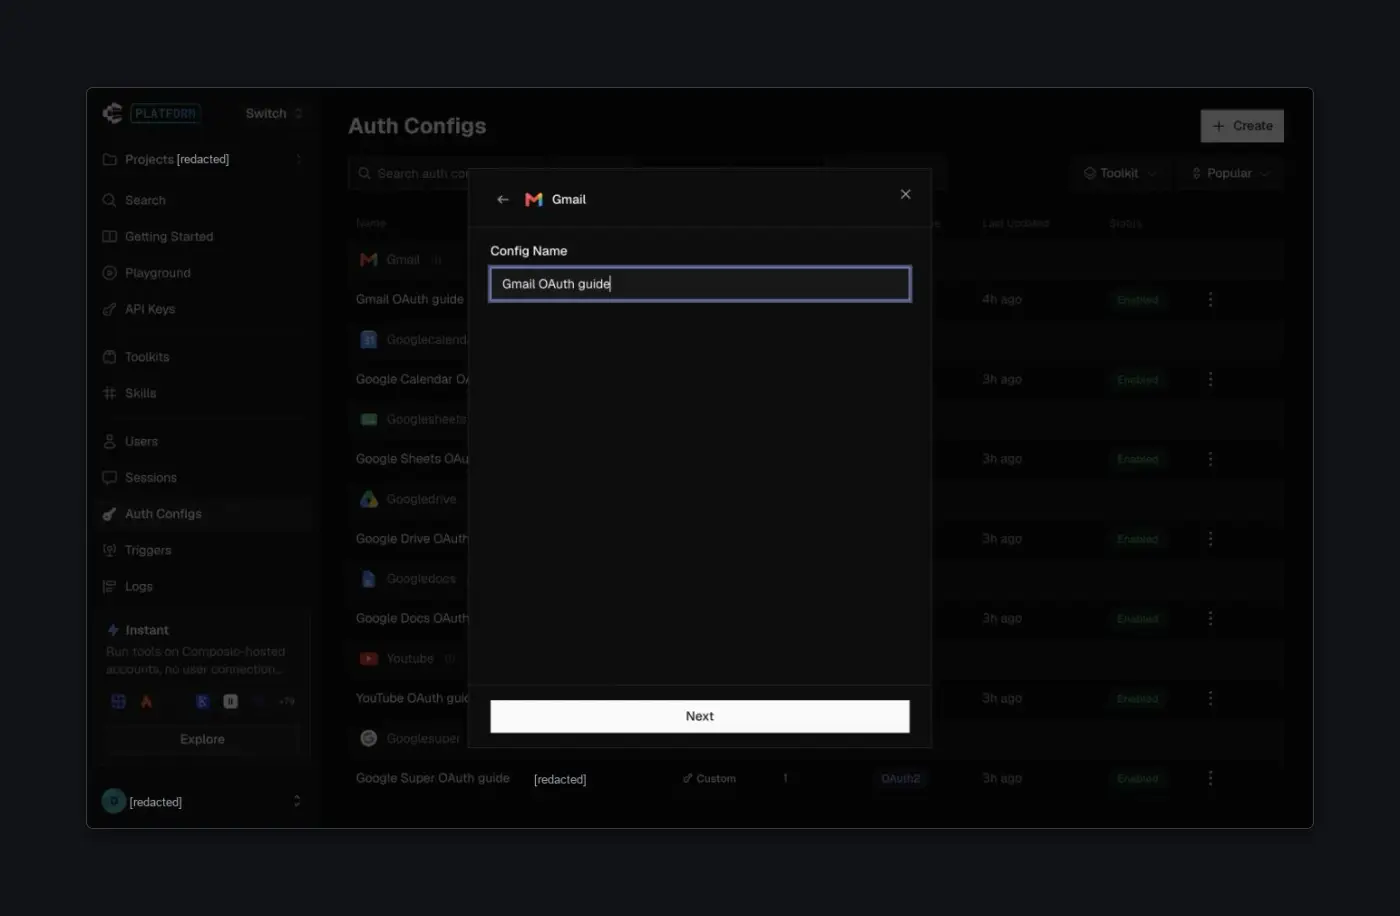 PLATFORM
Switch
Projects [redacted]
Search
Getting Started
Playground
API Keys
Toolkits
Skills
Users
Sessions
Auth Configs
Triggers
Logs
Instant
Run tools on Composio-hosted
accounts, no user connection...
+79
Explore
[redacted]
Auth Configs
+ Create
Search auth con
Toolkit
Popular
Name
Last Updated
Status
Gmail
Gmail OAuth guide
4h ago
Enabled
Googlecalend
Google Calendar OA
3h ago
Enabled
Googlesheets
Google Sheets OAu
3h ago
Enabled
Googledrive
Google Drive OAuth
3h ago
Enabled
Googledocs
Google Docs OAuth
3h ago
Enabled
Youtube
YouTube OAuth guid
3h ago
Enabled
Googlesuper
Google Super OAuth guide
[redacted]
Custom
1
OAuth2
3h ago
Enabled
Gmail
Config Name
Gmail OAuth guide
Next